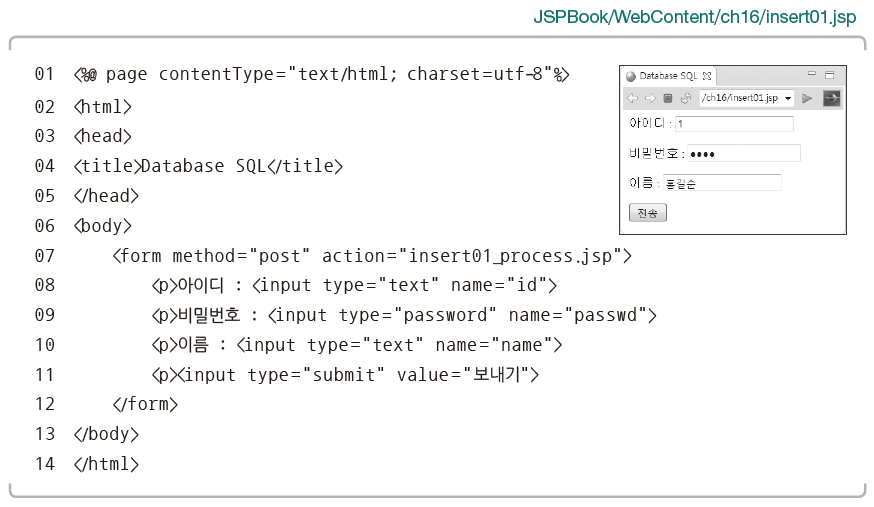 JSPBook/WebContent/ch16/insert01.jsp
01 <%@ page contentType="text/html; charset=utf-8"%>
02 <html>
03 <head>
04 <title>Database SQL</title>
05 </head>
06 <body>
07 <form method="post" action="insert01_process.jsp">
08 <p>아이디 : <input type="text" name="id">
09 <p>비밀번호 : <input type="password" name="passwd">
10 <p>이름 : <input type="text" name="name">
11 <p><input type="submit" value="보내기">
12 </form>
13 </body>
14 </html>
Database SQL
/ch16/insert01.jsp
아이디 : 1
비밀번호 : ●●●●
이름 : 홍길순
전송